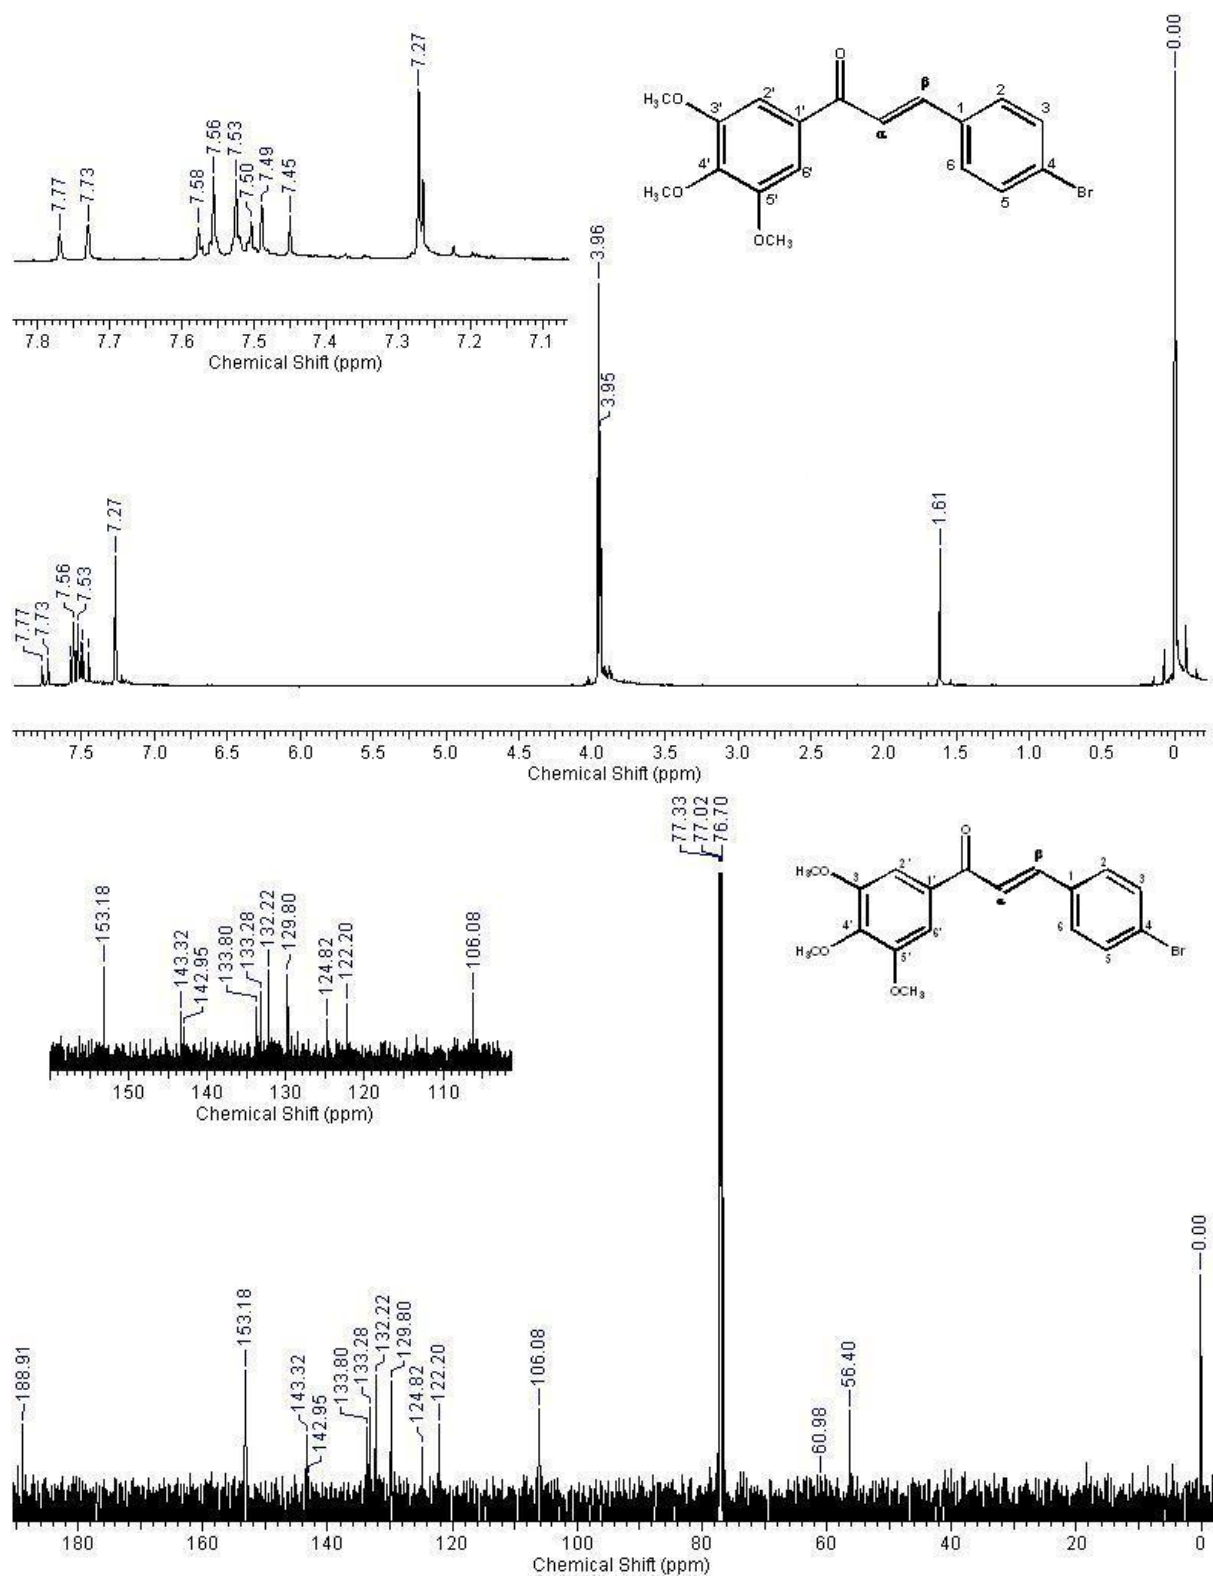 7.77
7.73
7.58
7.56
7.53
7.50
7.49
7.45
7.27
7.8 7.7 7.6 7.5 7.4 7.3 7.2 7.1
Chemical Shift (ppm)
O
H₃CO
H₃CO
OCH₃
1' 2' 3' 4' 5' 6'
α β
1 2 3 4 5 6
Br
0.00
3.96
3.95
1.61
7.77
7.73
7.56
7.53
7.27
7.5 7.0 6.5 6.0 5.5 5.0 4.5 4.0 3.5 3.0 2.5 2.0 1.5 1.0 0.5 0
Chemical Shift (ppm)
77.33
77.02
76.70
O
H₃CO
H₃CO
OCH₃
1' 2' 3 4' 5' 6'
α β
1 2 3 4 5 6
Br
153.18
143.32
142.95
133.80
133.28
132.22
129.80
124.82
122.20
106.08
150 140 130 120 110
Chemical Shift (ppm)
188.91
153.18
143.32
142.95
133.80
133.28
132.22
129.80
124.82
122.20
106.08
60.98
56.40
0.00
180 160 140 120 100 80 60 40 20 0
Chemical Shift (ppm)